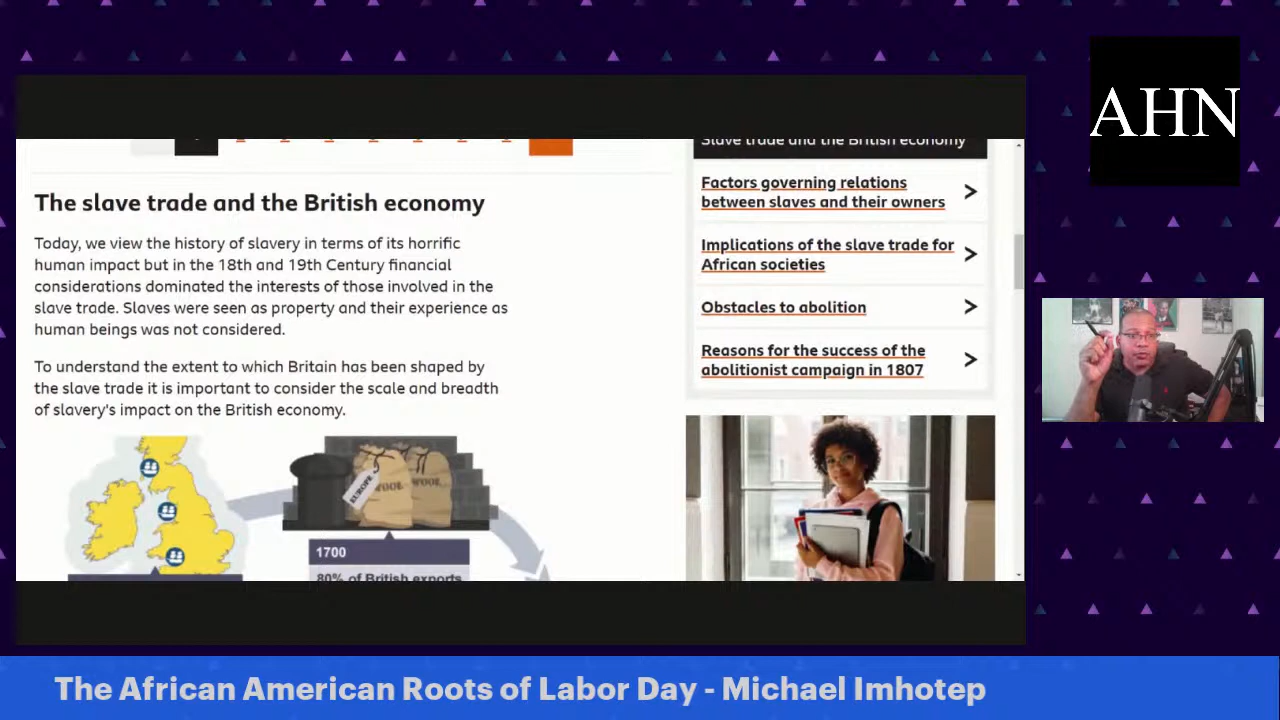 AHN
Slave trade and the British economy
The slave trade and the British economy
Today, we view the history of slavery in terms of its horrific
human impact but in the 18th and 19th Century financial
considerations dominated the interests of those involved in the
slave trade. Slaves were seen as property and their experience as
human beings was not considered.
To understand the extent to which Britain has been shaped by
the slave trade it is important to consider the scale and breadth
of slavery's impact on the British economy.
EUROPE
WOOL
WOOL
1700
80% of British exports
Factors governing relations
between slaves and their owners
Implications of the slave trade for
African societies
Obstacles to abolition
Reasons for the success of the
abolitionist campaign in 1807
The African American Roots of Labor Day - Michael Imhotep